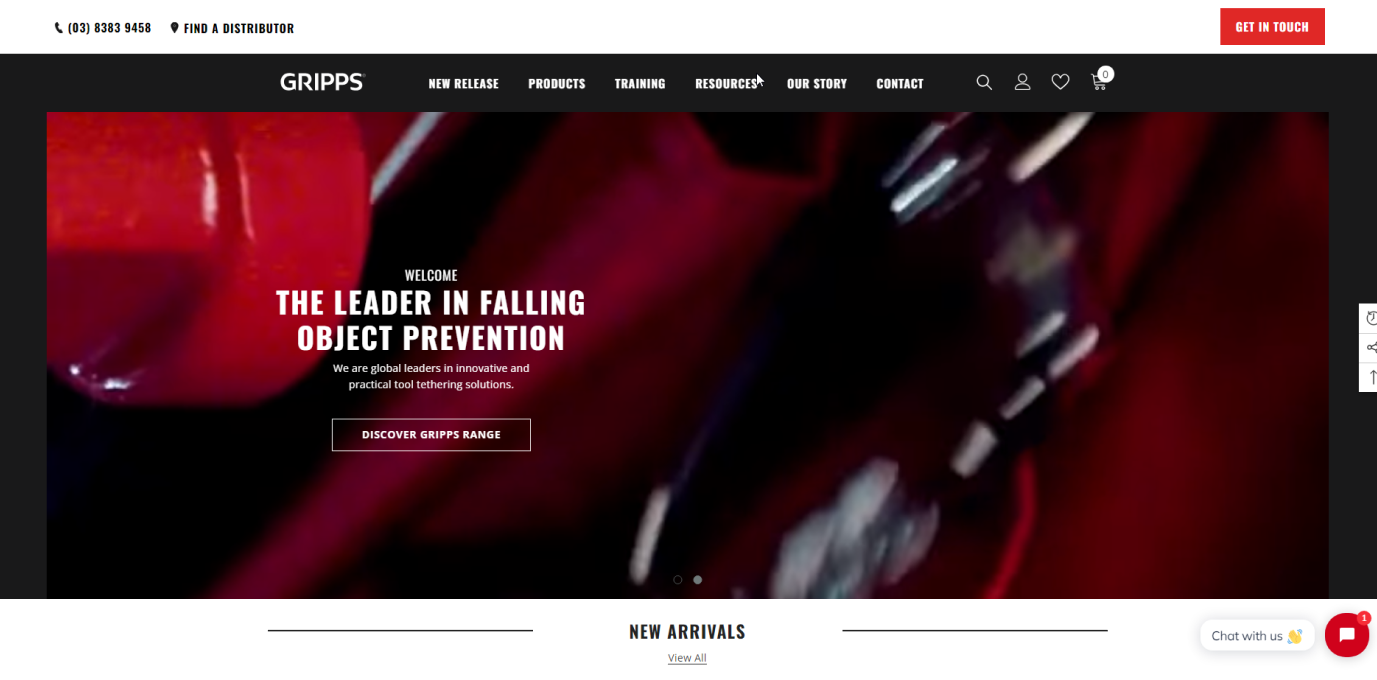 (03) 8383 9458 FIND A DISTRIBUTOR GET IN TOUCH
GRIPPS NEW RELEASE PRODUCTS TRAINING RESOURCES OUR STORY CONTACT 0
WELCOME
THE LEADER IN FALLING
OBJECT PREVENTION
We are global leaders in innovative and
practical tool tethering solutions.
DISCOVER GRIPPS RANGE
NEW ARRIVALS
View All
Chat with us 👋 1